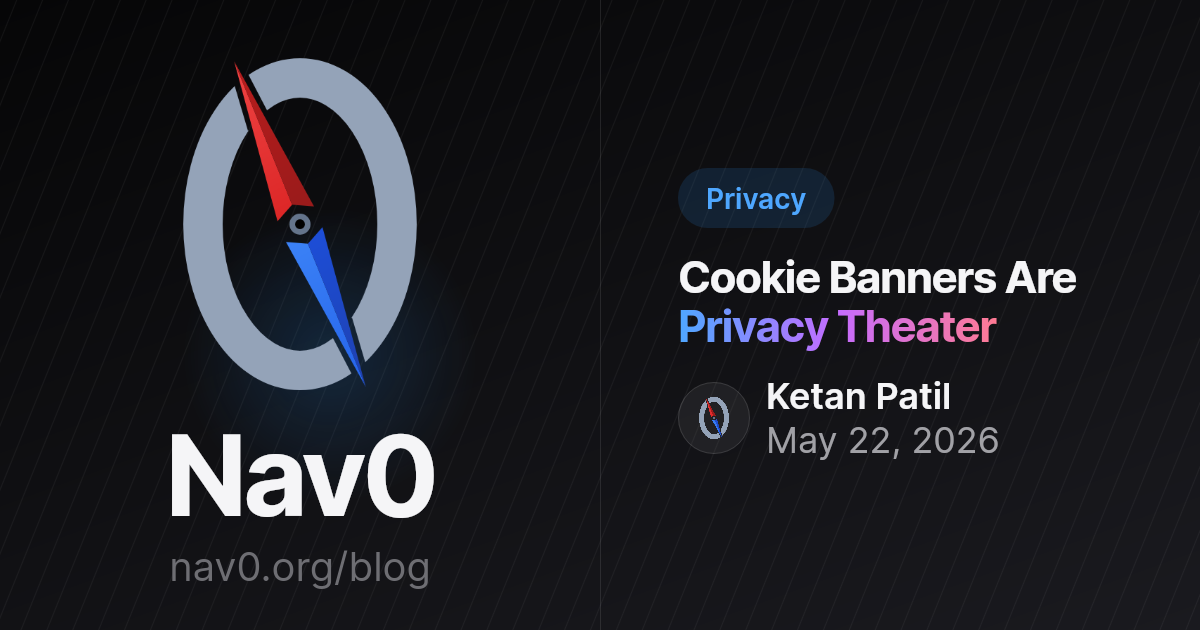 Nav0
nav0.org/blog
Privacy
Cookie Banners Are
Privacy Theater
Ketan Patil
May 22, 2026